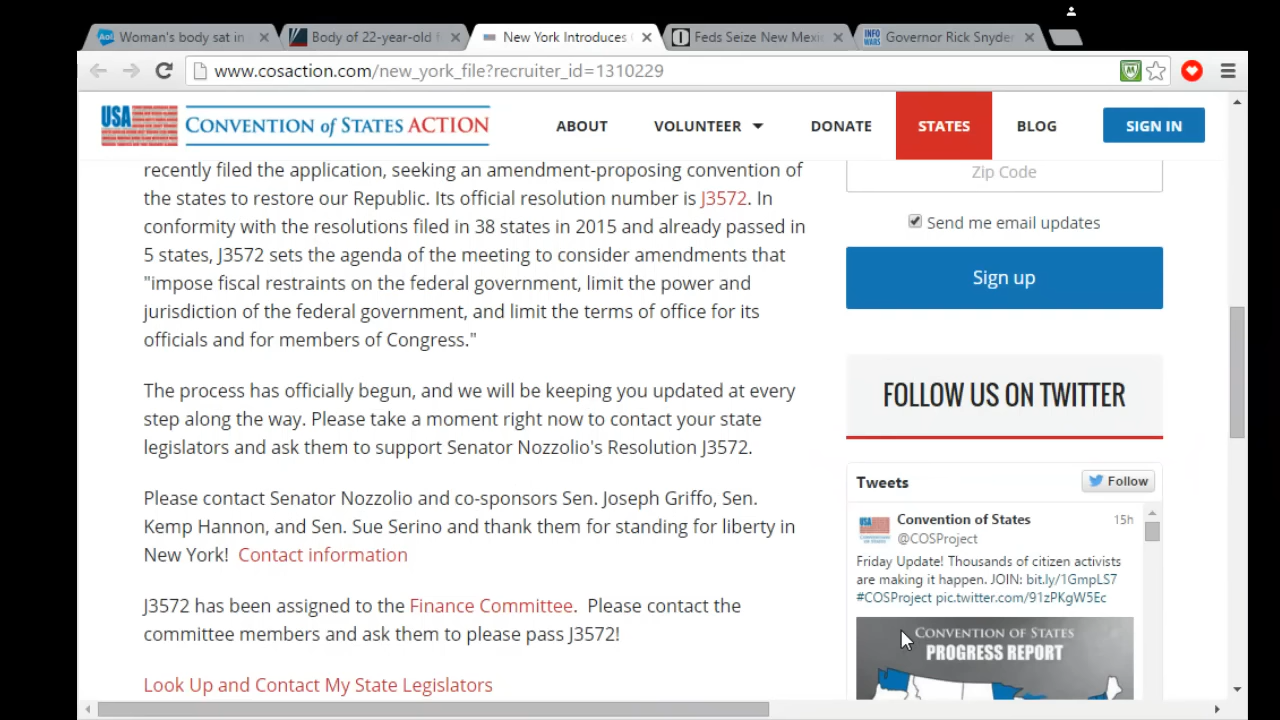 Woman's body sat in
Body of 22-year-old f
New York Introduces
Feds Seize New Mexi
INFO
WARS
Governor Rick Snyder
www.cosaction.com/new_york_file?recruiter_id=1310229
USA
CONVENTION of STATES ACTION
ABOUT
VOLUNTEER
DONATE
STATES
BLOG
SIGN IN
recently filed the application, seeking an amendment-proposing convention of
the states to restore our Republic. Its official resolution number is J3572. In
conformity with the resolutions filed in 38 states in 2015 and already passed in
5 states, J3572 sets the agenda of the meeting to consider amendments that
"impose fiscal restraints on the federal government, limit the power and
jurisdiction of the federal government, and limit the terms of office for its
officials and for members of Congress."
The process has officially begun, and we will be keeping you updated at every
step along the way. Please take a moment right now to contact your state
legislators and ask them to support Senator Nozzolio's Resolution J3572.
Please contact Senator Nozzolio and co-sponsors Sen. Joseph Griffo, Sen.
Kemp Hannon, and Sen. Sue Serino and thank them for standing for liberty in
New York! Contact information
J3572 has been assigned to the Finance Committee. Please contact the
committee members and ask them to please pass J3572!
Look Up and Contact My State Legislators
Zip Code
Send me email updates
Sign up
FOLLOW US ON TWITTER
Tweets
Follow
Convention of States
15h
@COSProject
Friday Update! Thousands of citizen activists
are making it happen. JOIN: bit.ly/1GmpLS7
#COSProject pic.twitter.com/91zPKgW5Ec
CONVENTION OF STATES
PROGRESS REPORT